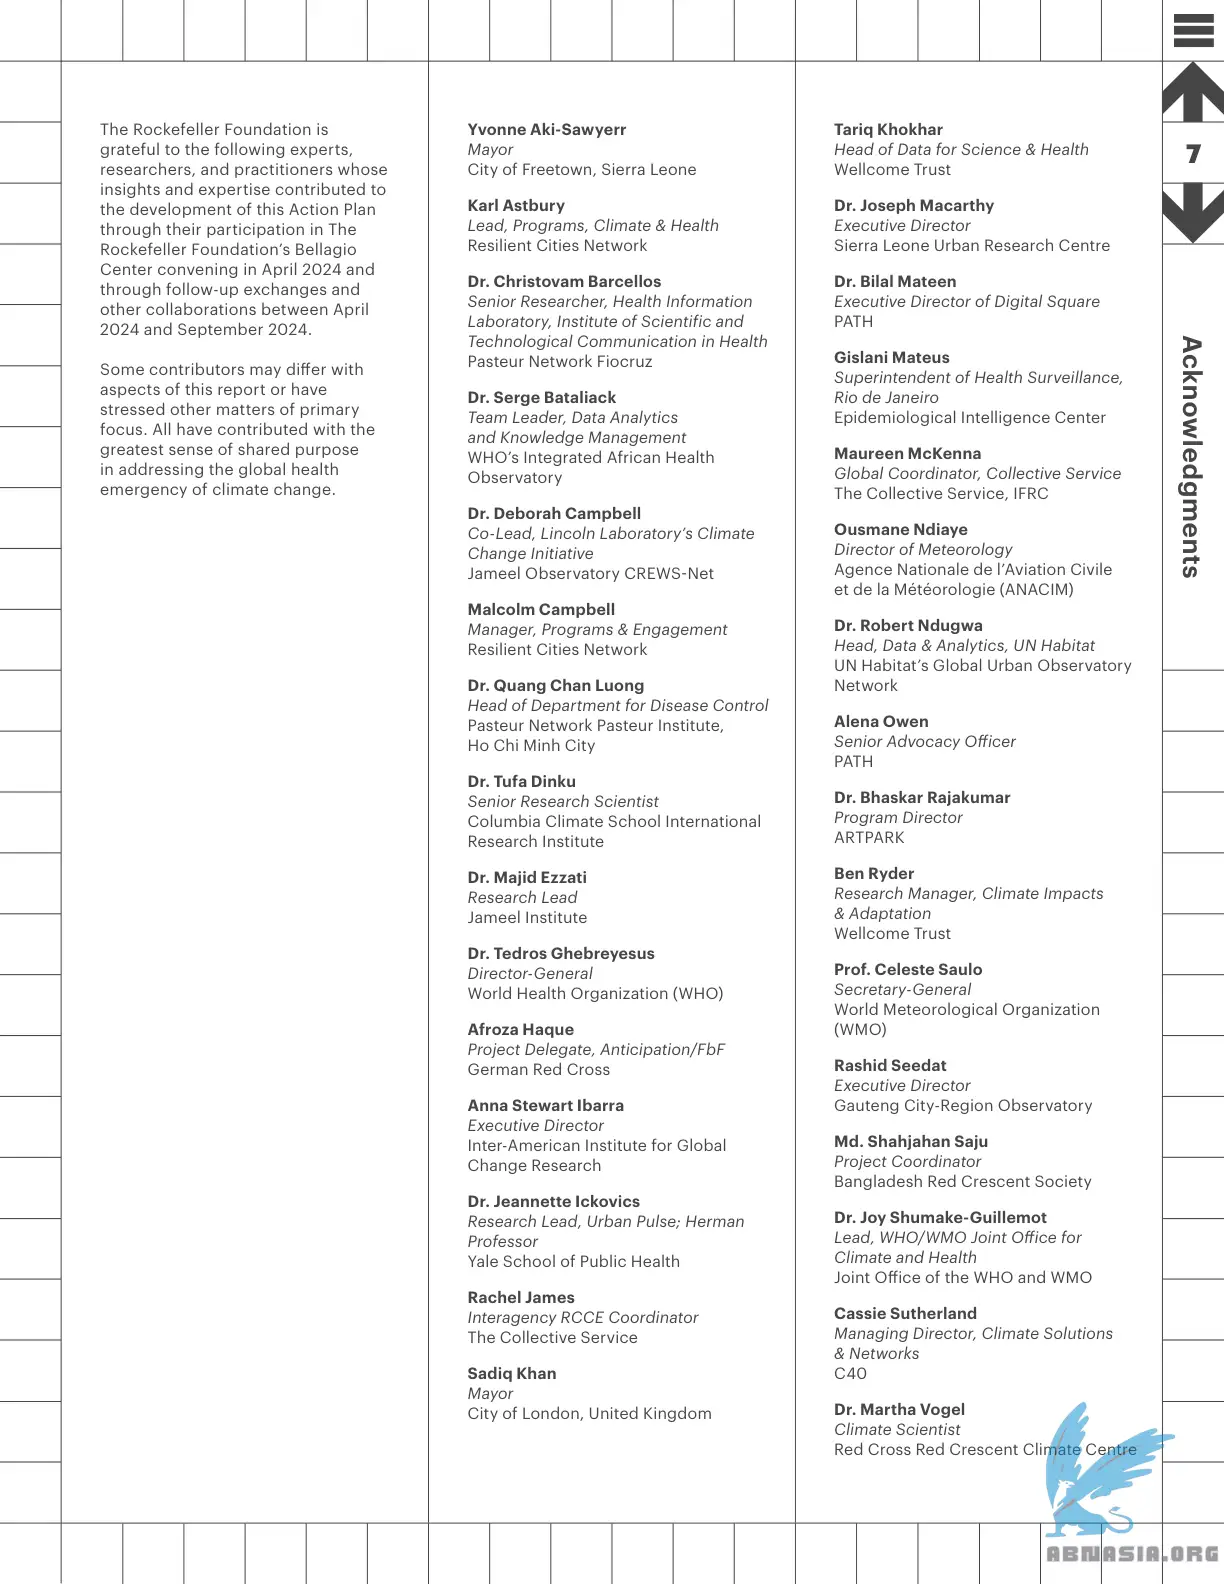 The Rockefeller Foundation is
grateful to the following experts,
researchers, and practitioners whose
insights and expertise contributed to
the development of this Action Plan
through their participation in The
Rockefeller Foundation's Bellagio
Center convening in April 2024 and
through follow-up exchanges and
other collaborations between April
2024 and September 2024.
Some contributors may differ with
aspects of this report or have
stressed other matters of primary
focus. All have contributed with the
greatest sense of shared purpose
in addressing the global health
emergency of climate change.
Yvonne Aki-Sawyerr
Mayor
City of Freetown, Sierra Leone
Karl Astbury
Lead, Programs, Climate & Health
Resilient Cities Network
Dr. Christovam Barcellos
Senior Researcher, Health Information
Laboratory, Institute of Scientific and
Technological Communication in Health
Pasteur Network Fiocruz
Dr. Serge Bataliack
Team Leader, Data Analytics
and Knowledge Management
WHO's Integrated African Health
Observatory
Dr. Deborah Campbell
Co-Lead, Lincoln Laboratory's Climate
Change Initiative
Jameel Observatory CREWS-Net
Malcolm Campbell
Manager, Programs & Engagement
Resilient Cities Network
Dr. Quang Chan Luong
Head of Department for Disease Control
Pasteur Network Pasteur Institute,
Ho Chi Minh City
Dr. Tufa Dinku
Senior Research Scientist
Columbia Climate School International
Research Institute
Dr. Majid Ezzati
Research Lead
Jameel Institute
Dr. Tedros Ghebreyesus
Director-General
World Health Organization (WHO)
Afroza Haque
Project Delegate, Anticipation/FbF
German Red Cross
Anna Stewart Ibarra
Executive Director
Inter-American Institute for Global
Change Research
Dr. Jeannette Ickovics
Research Lead, Urban Pulse; Herman
Professor
Yale School of Public Health
Rachel James
Interagency RCCE Coordinator
The Collective Service
Sadiq Khan
Mayor
City of London, United Kingdom
Tariq Khokhar
Head of Data for Science & Health
Wellcome Trust
Dr. Joseph Macarthy
Executive Director
Sierra Leone Urban Research Centre
Dr. Bilal Mateen
Executive Director of Digital Square
PATH
Gislani Mateus
Superintendent of Health Surveillance,
Rio de Janeiro
Epidemiological Intelligence Center
Maureen McKenna
Global Coordinator, Collective Service
The Collective Service, IFRC
Ousmane Ndiaye
Director of Meteorology
Agence Nationale de l'Aviation Civile
et de la Météorologie (ANACIM)
Dr. Robert Ndugwa
Head, Data & Analytics, UN Habitat
UN Habitat's Global Urban Observatory
Network
Alena Owen
Senior Advocacy Officer
PATH
Dr. Bhaskar Rajakumar
Program Director
ARTPARK
Ben Ryder
Research Manager, Climate Impacts
& Adaptation
Wellcome Trust
Prof. Celeste Saulo
Secretary-General
World Meteorological Organization
(WMO)
Rashid Seedat
Executive Director
Gauteng City-Region Observatory
Md. Shahjahan Saju
Project Coordinator
Bangladesh Red Crescent Society
Dr. Joy Shumake-Guillemot
Lead, WHO/WMO Joint Office for
Climate and Health
Joint Office of the WHO and WMO
Cassie Sutherland
Managing Director, Climate Solutions
& Networks
C40
Dr. Martha Vogel
Climate Scientist
Red Cross Red Crescent Climate Centre
7
Acknowledgments
ABNASIA.ORG